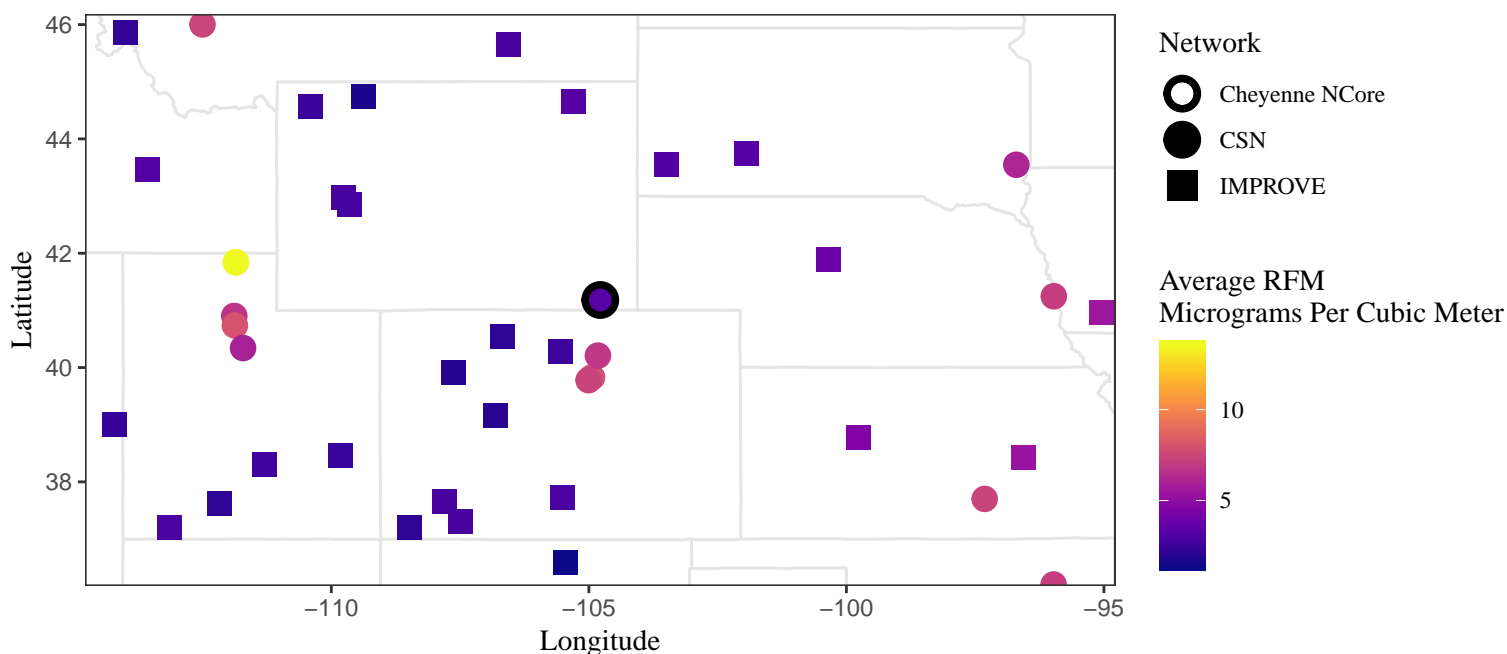 46
44
42
40
38
Latitude
−110
−105
−100
−95
Longitude
Network
Cheyenne NCore
CSN
IMPROVE
Average RFM
Micrograms Per Cubic Meter
10
5